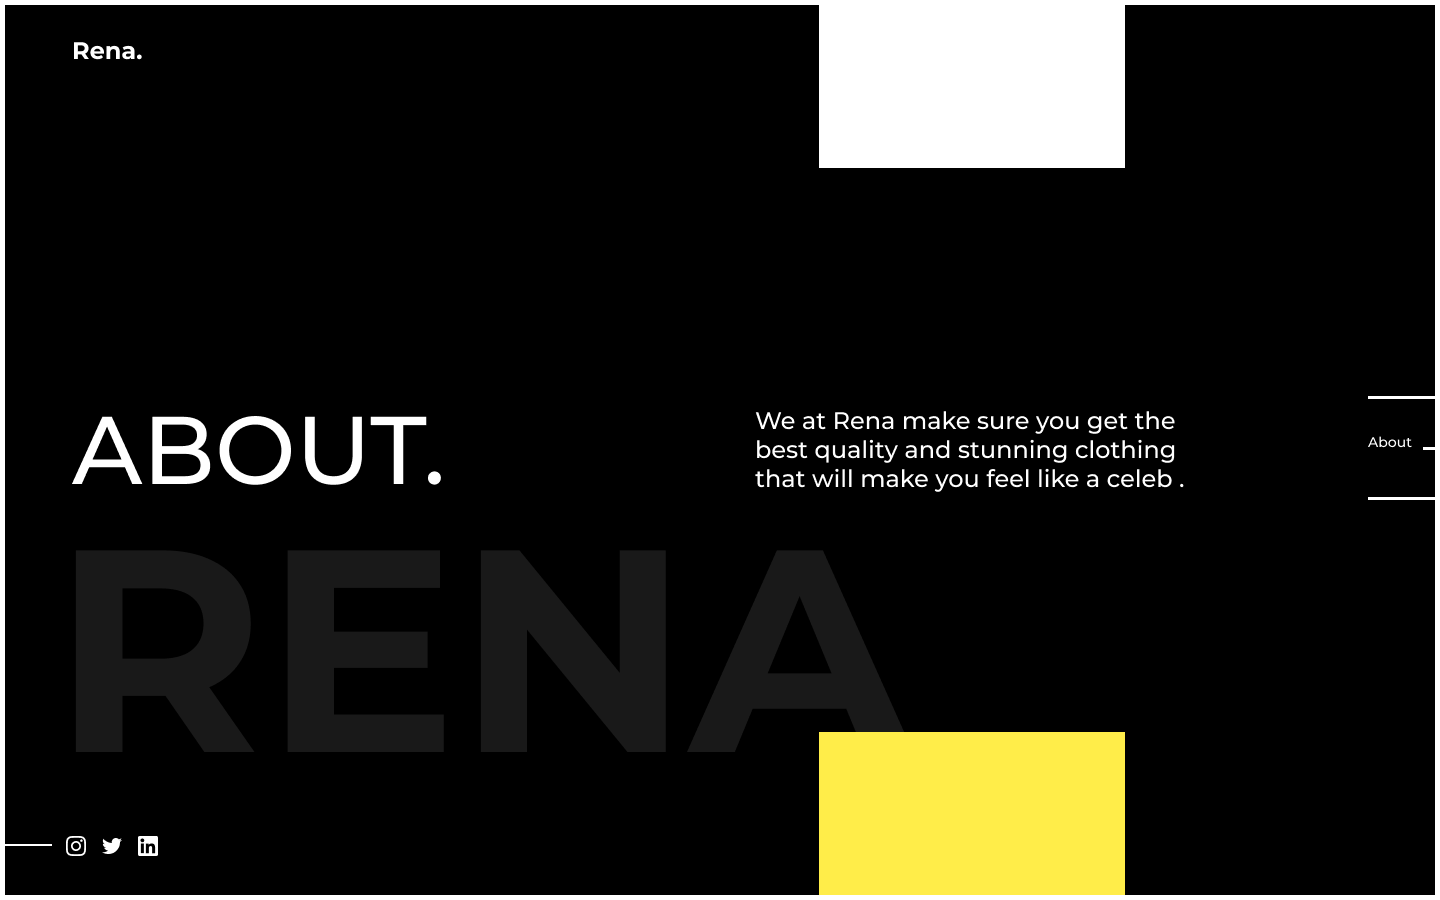 Rena.
ABOUT.
We at Rena make sure you get the
best quality and stunning clothing
that will make you feel like a celeb .
About
RENA